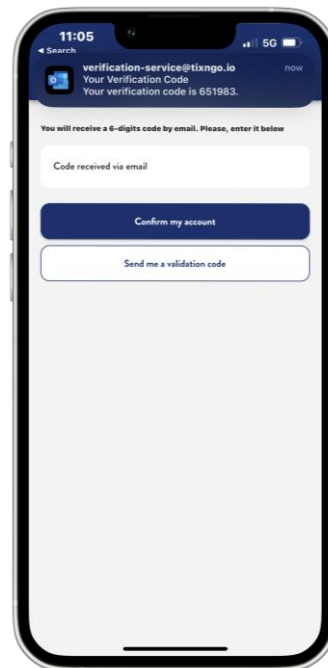 11:05
5G
Search
verification-service@tixngo.io now
Your Verification Code
Your verification code is 651983.
You will receive a 6-digits code by email. Please, enter it below
Code received via email
Confirm my account
Send me a validation code